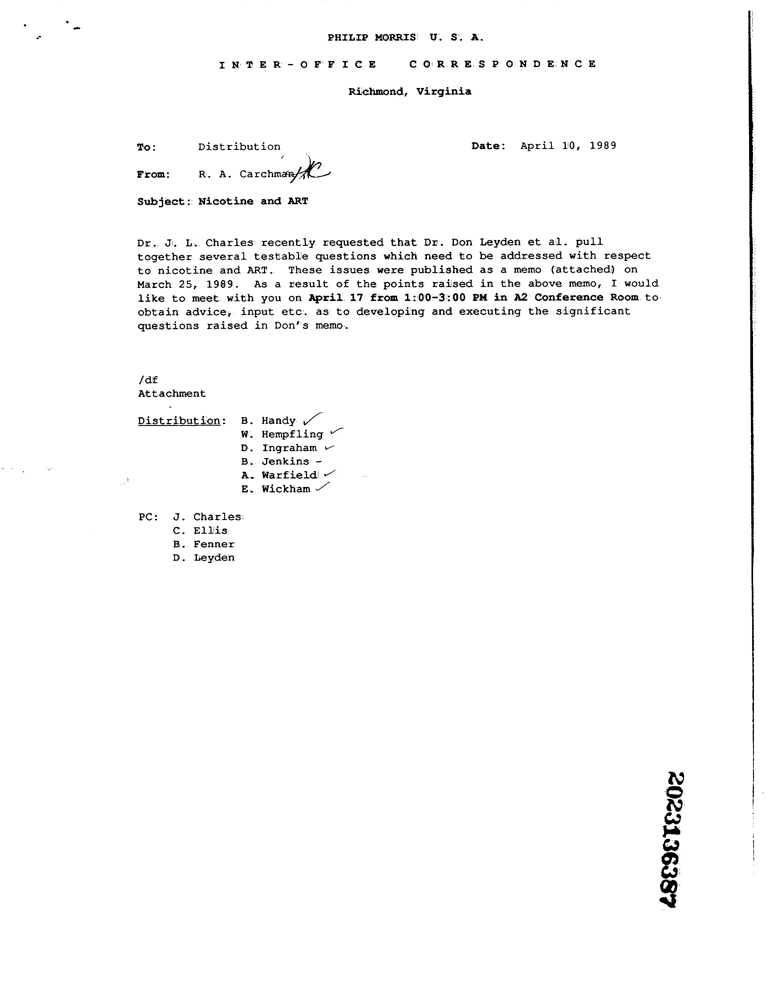 PHILIP MORRIS U. S. A.
I N T E R - O F F I C E   C O R R E S P O N D E N C E
Richmond, Virginia
To: Distribution Date: April 10, 1989
From: R. A. Carchman
Subject: Nicotine and ART
Dr. J. L. Charles recently requested that Dr. Don Leyden et al. pull
together several testable questions which need to be addressed with respect
to nicotine and ART. These issues were published as a memo (attached) on
March 25, 1989. As a result of the points raised in the above memo, I would
like to meet with you on April 17 from 1:00-3:00 PM in A2 Conference Room to
obtain advice, input etc. as to developing and executing the significant
questions raised in Don's memo.
/df
Attachment
Distribution: B. Handy
W. Hempfling
D. Ingraham
B. Jenkins
A. Warfield
E. Wickham
PC: J. Charles
C. Ellis
B. Fenner
D. Leyden
2023136387